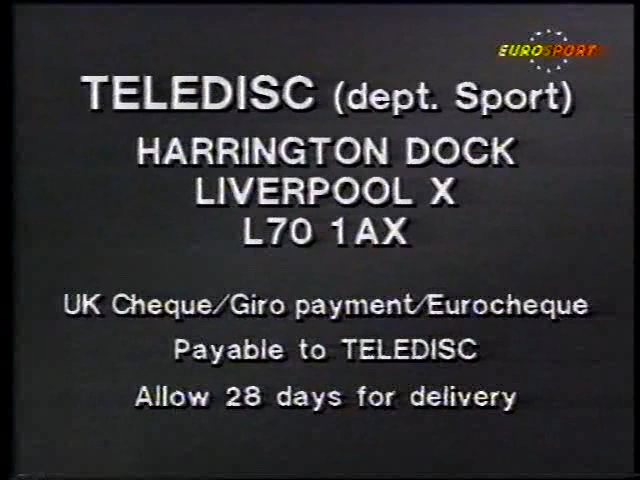 EUROSPORT
TELEDISC (dept. Sport)
HARRINGTON DOCK
LIVERPOOL X
L70 1AX
UK Cheque/Giro payment/Eurocheque
Payable to TELEDISC
Allow 28 days for delivery